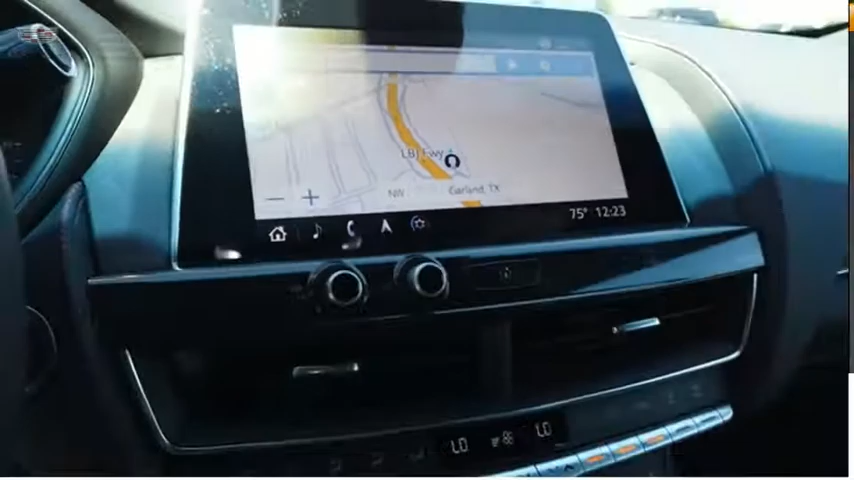 LBJ Fwy
NW
Garland, TX
75° 12:23
LO LO